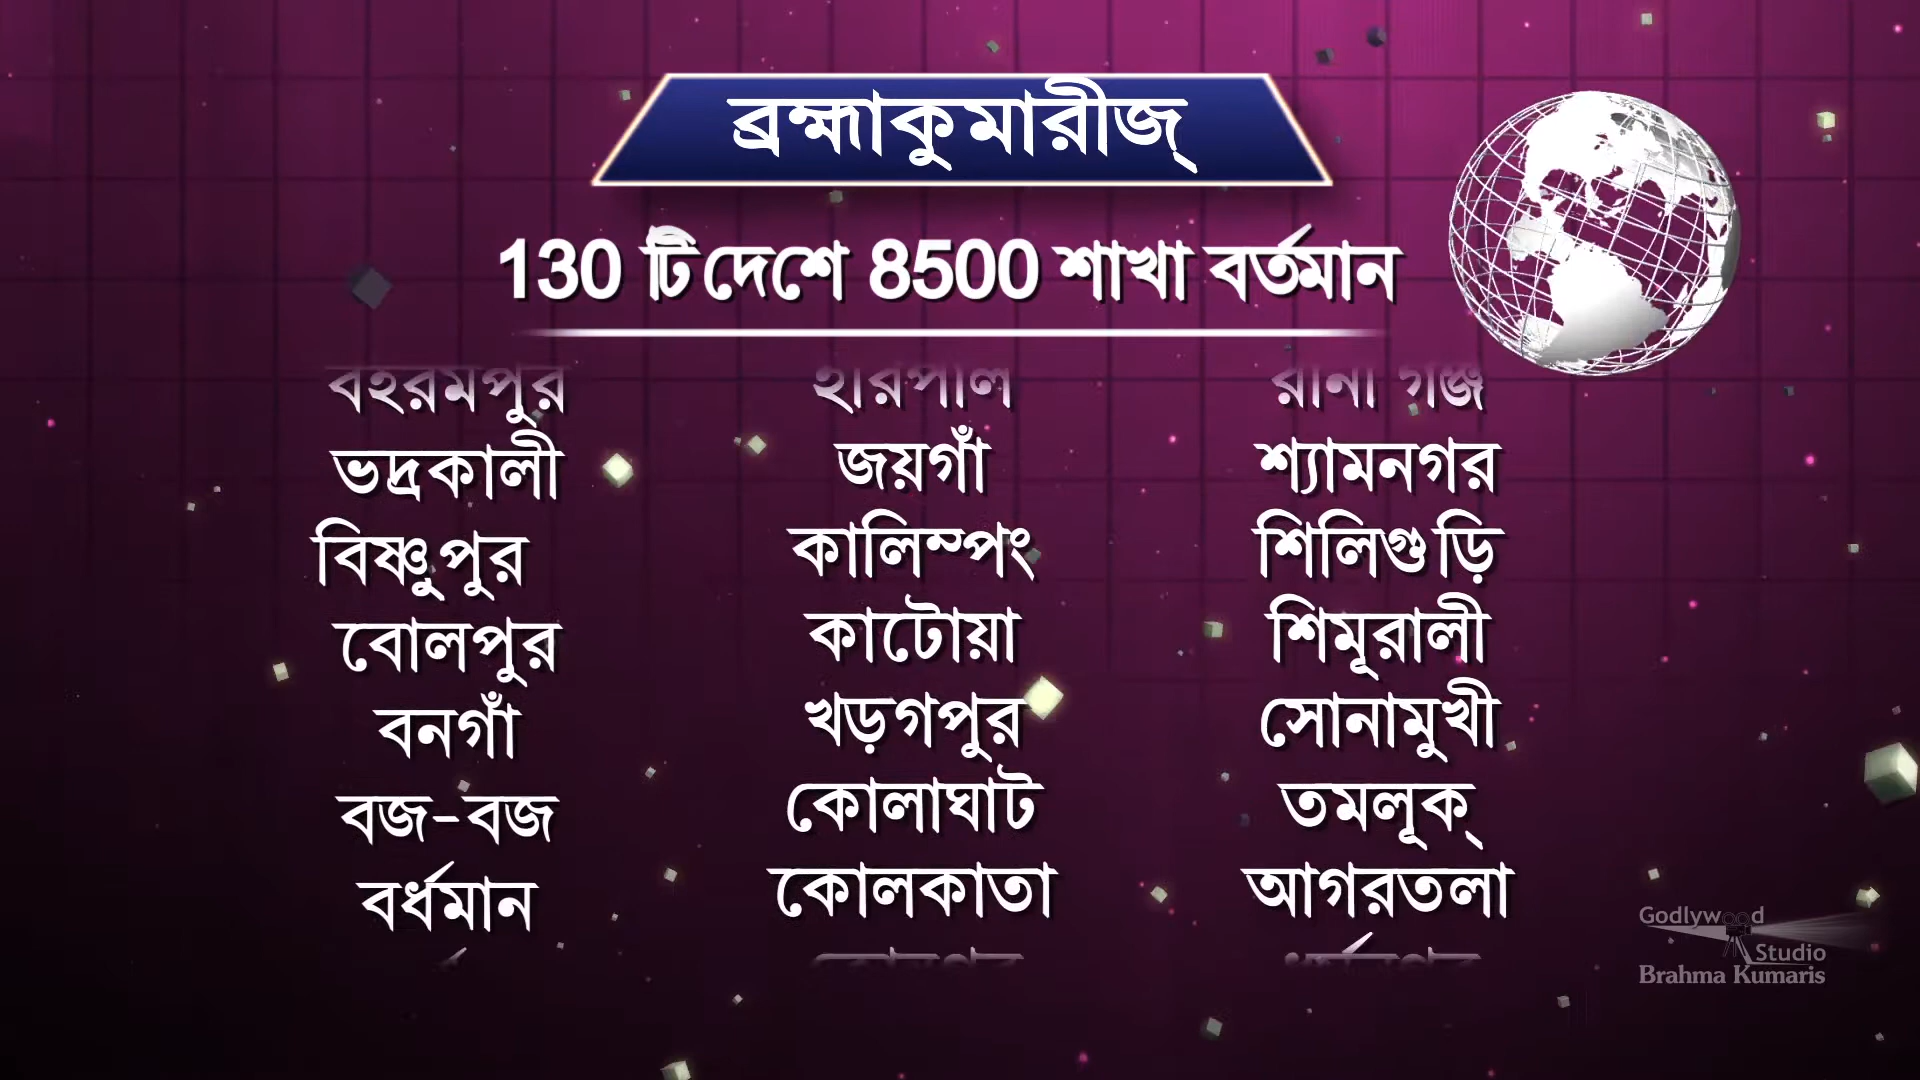 ব্রহ্মাকুমারীজ্
130 টি দেশে 8500 শাখা বর্তমান
বহরমপুর
ভদ্রকালী
বিষ্ণুপুর
বোলপুর
বনগাঁ
বজ-বজ
বর্ধমান
হরিপাল
জয়গাঁ
কালিম্পং
কাটোয়া
খড়গপুর
কোলাঘাট
কোলকাতা
রানী গঞ্জ
শ্যামনগর
শিলিগুড়ি
শিমূরালী
সোনামুখী
তমলূক্
আগরতলা
Godlywood
Studio
Brahma Kumaris